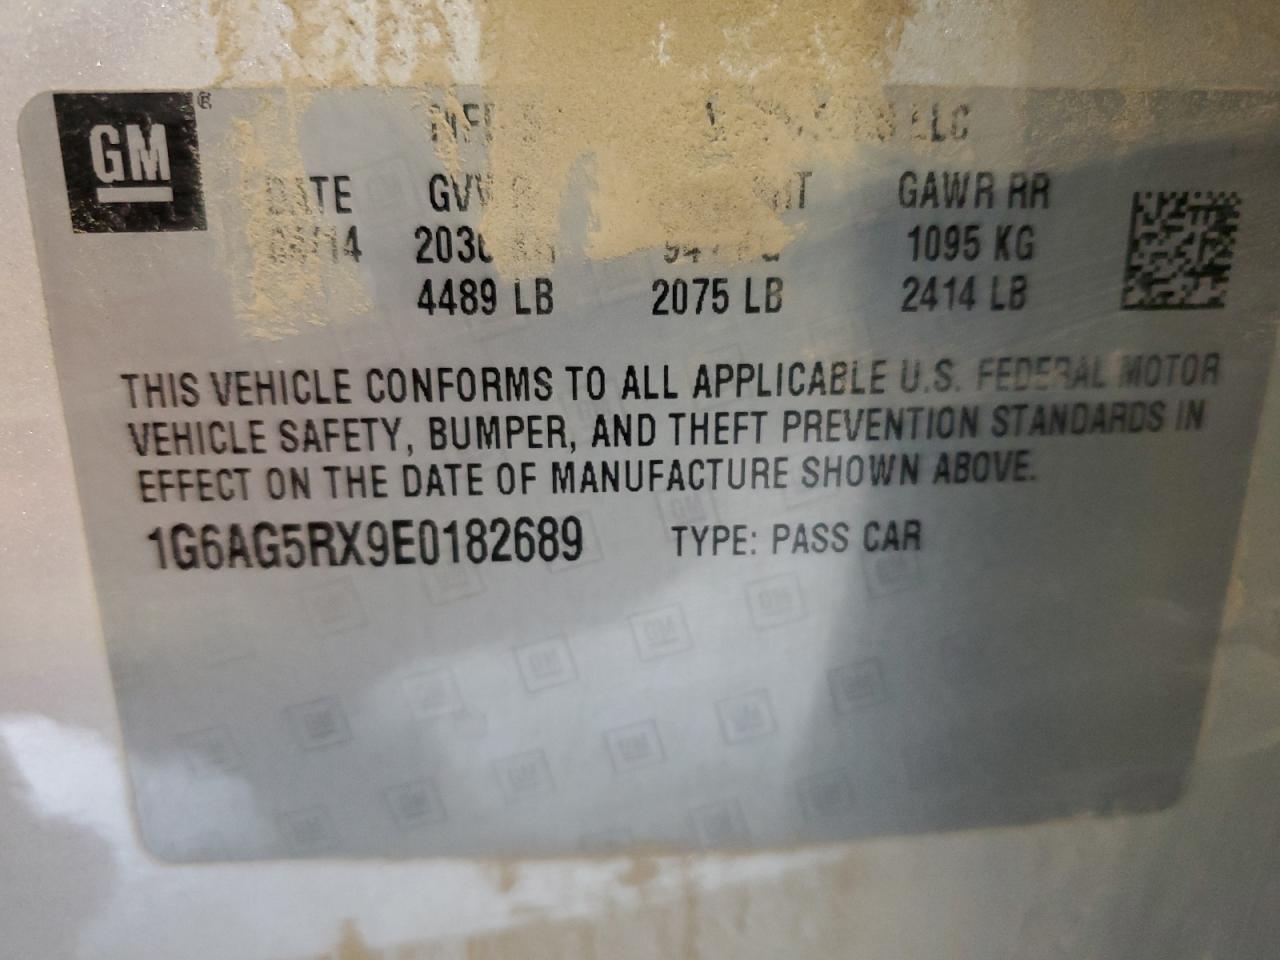 GM ®
LLC
DATE GAWR RR
1095 KG
4489 LB 2075 LB 2414 LB
THIS VEHICLE CONFORMS TO ALL APPLICABLE U.S. FEDERAL MOTOR
VEHICLE SAFETY, BUMPER, AND THEFT PREVENTION STANDARDS IN
EFFECT ON THE DATE OF MANUFACTURE SHOWN ABOVE.
1G6AG5RX9E0182689 TYPE: PASS CAR